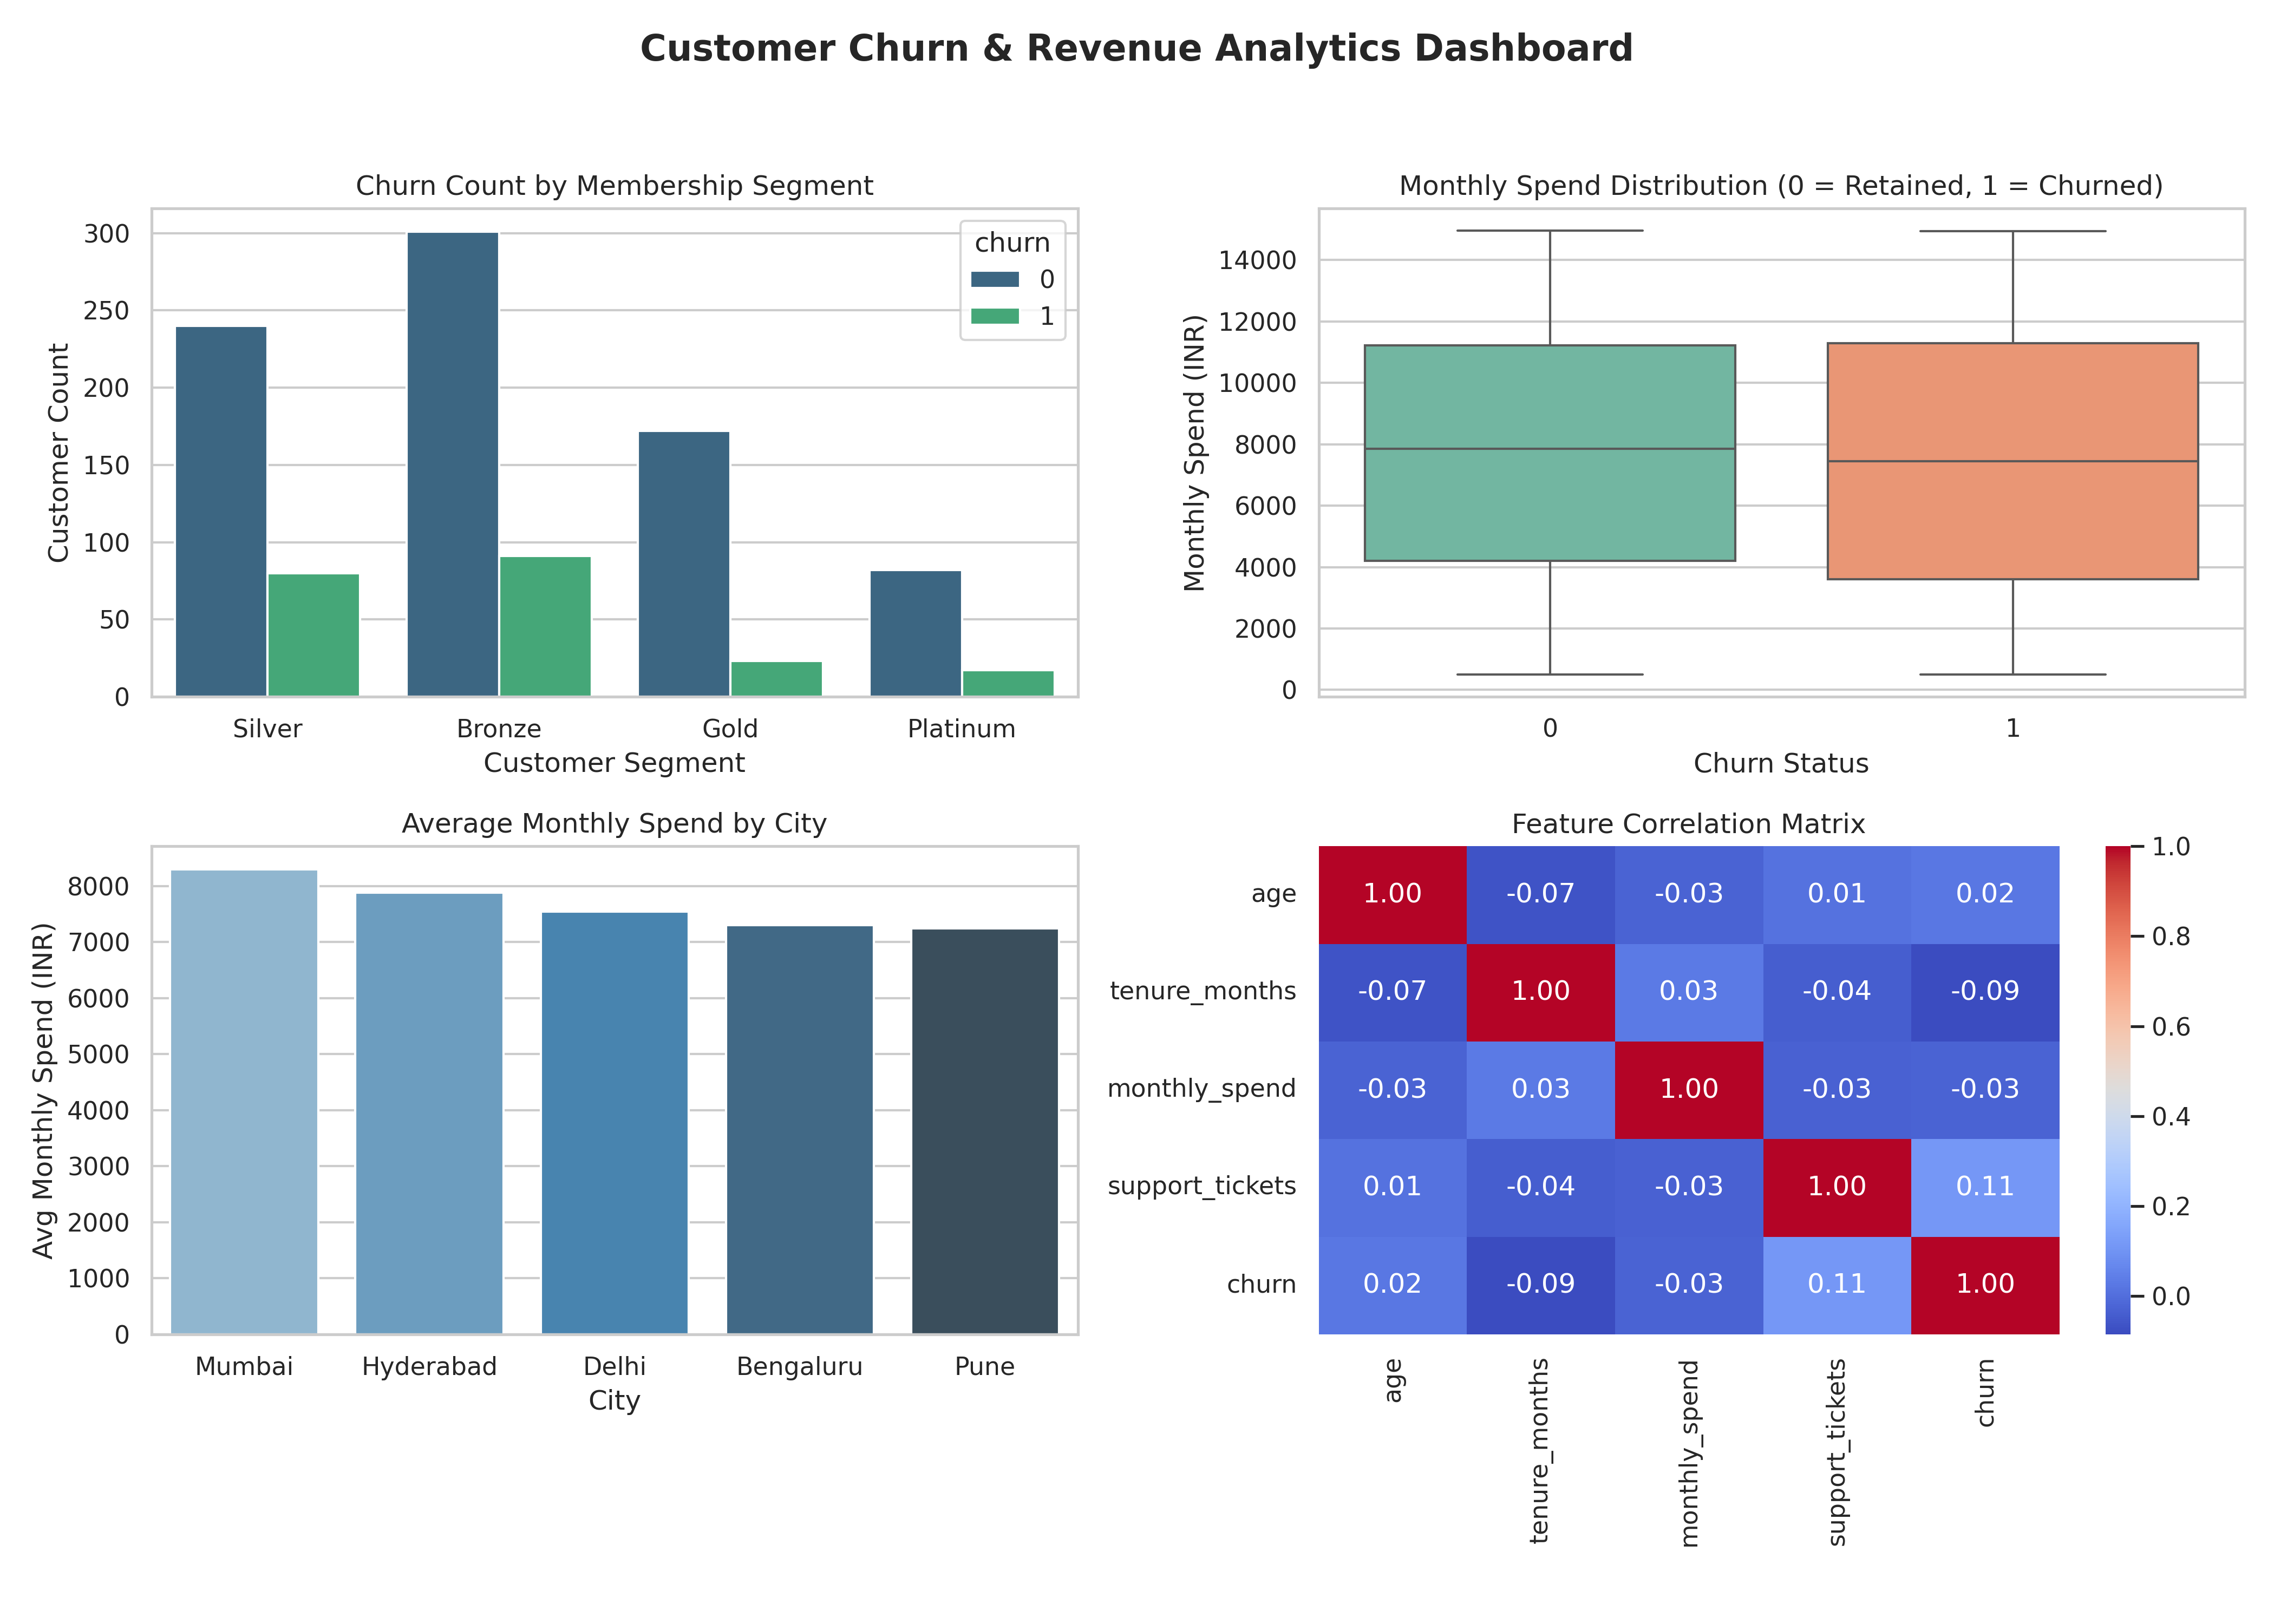 Customer Churn & Revenue Analytics Dashboard
Churn Count by Membership Segment
Customer Count
300
250
200
150
100
50
0
churn
0
1
Silver Bronze Gold Platinum
Customer Segment
Monthly Spend Distribution (0 = Retained, 1 = Churned)
Monthly Spend (INR)
14000
12000
10000
8000
6000
4000
2000
0
0 1
Churn Status
Average Monthly Spend by City
Avg Monthly Spend (INR)
8000
7000
6000
5000
4000
3000
2000
1000
0
Mumbai Hyderabad Delhi Bengaluru Pune
City
Feature Correlation Matrix
age 1.00 -0.07 -0.03 0.01 0.02
tenure_months -0.07 1.00 0.03 -0.04 -0.09
monthly_spend -0.03 0.03 1.00 -0.03 -0.03
support_tickets 0.01 -0.04 -0.03 1.00 0.11
churn 0.02 -0.09 -0.03 0.11 1.00
age tenure_months monthly_spend support_tickets churn
1.0
0.8
0.6
0.4
0.2
0.0